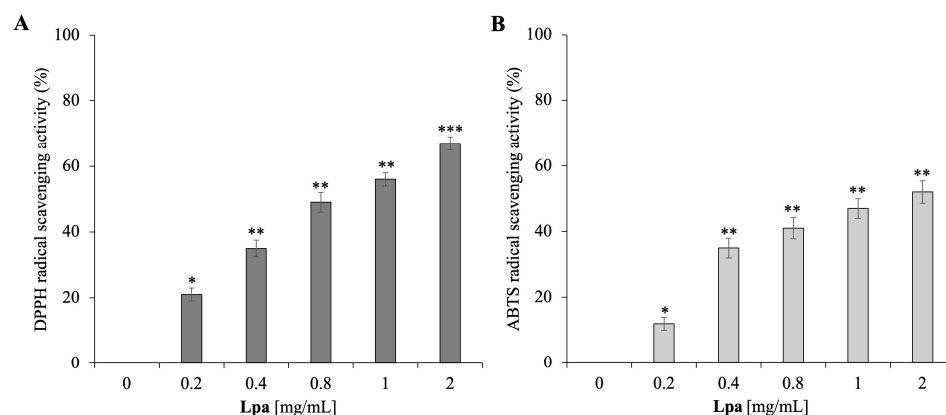 A
DPPH radical scavenging activity (%)
100
80
60
40
20
0
*
**
**
**
***
0 0.2 0.4 0.8 1 2
Lpa [mg/mL]
B
ABTS radical scavenging activity (%)
100
80
60
40
20
0
*
**
**
**
**
0 0.2 0.4 0.8 1 2
Lpa [mg/mL]